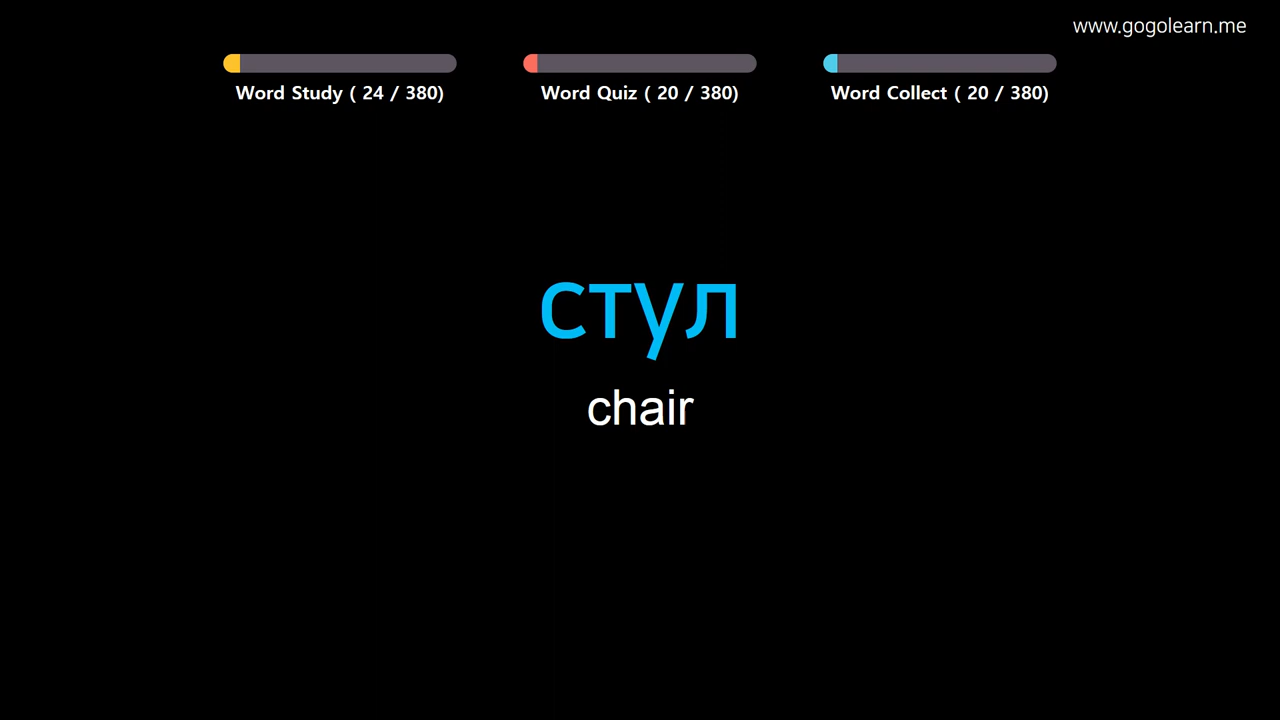 www.gogolearn.me
Word Study ( 24 / 380)
Word Quiz ( 20 / 380)
Word Collect ( 20 / 380)
стул
chair